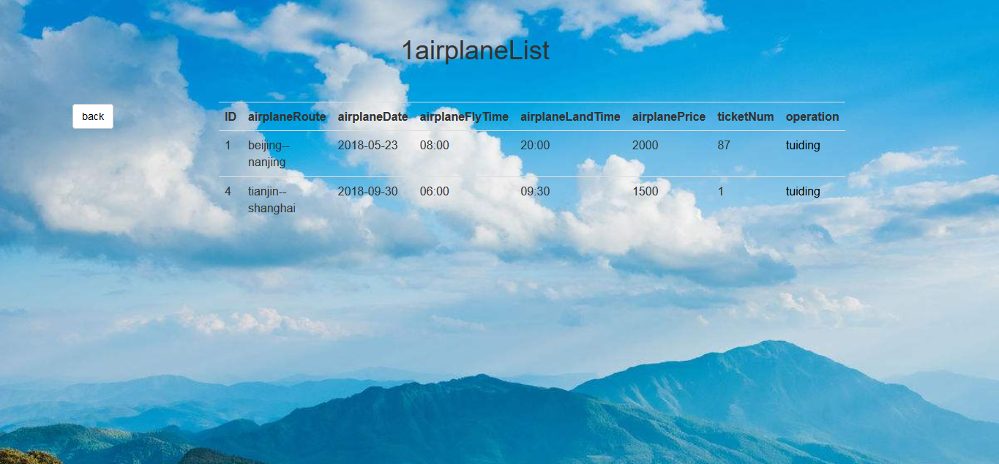 1airplaneList
back
ID airplaneRoute airplaneDate airplaneFlyTime airplaneLandTime airplanePrice ticketNum operation
1 beijing-- 2018-05-23 08:00 20:00 2000 87 tuiding
nanjing
4 tianjin-- 2018-09-30 06:00 09:30 1500 1 tuiding
shanghai